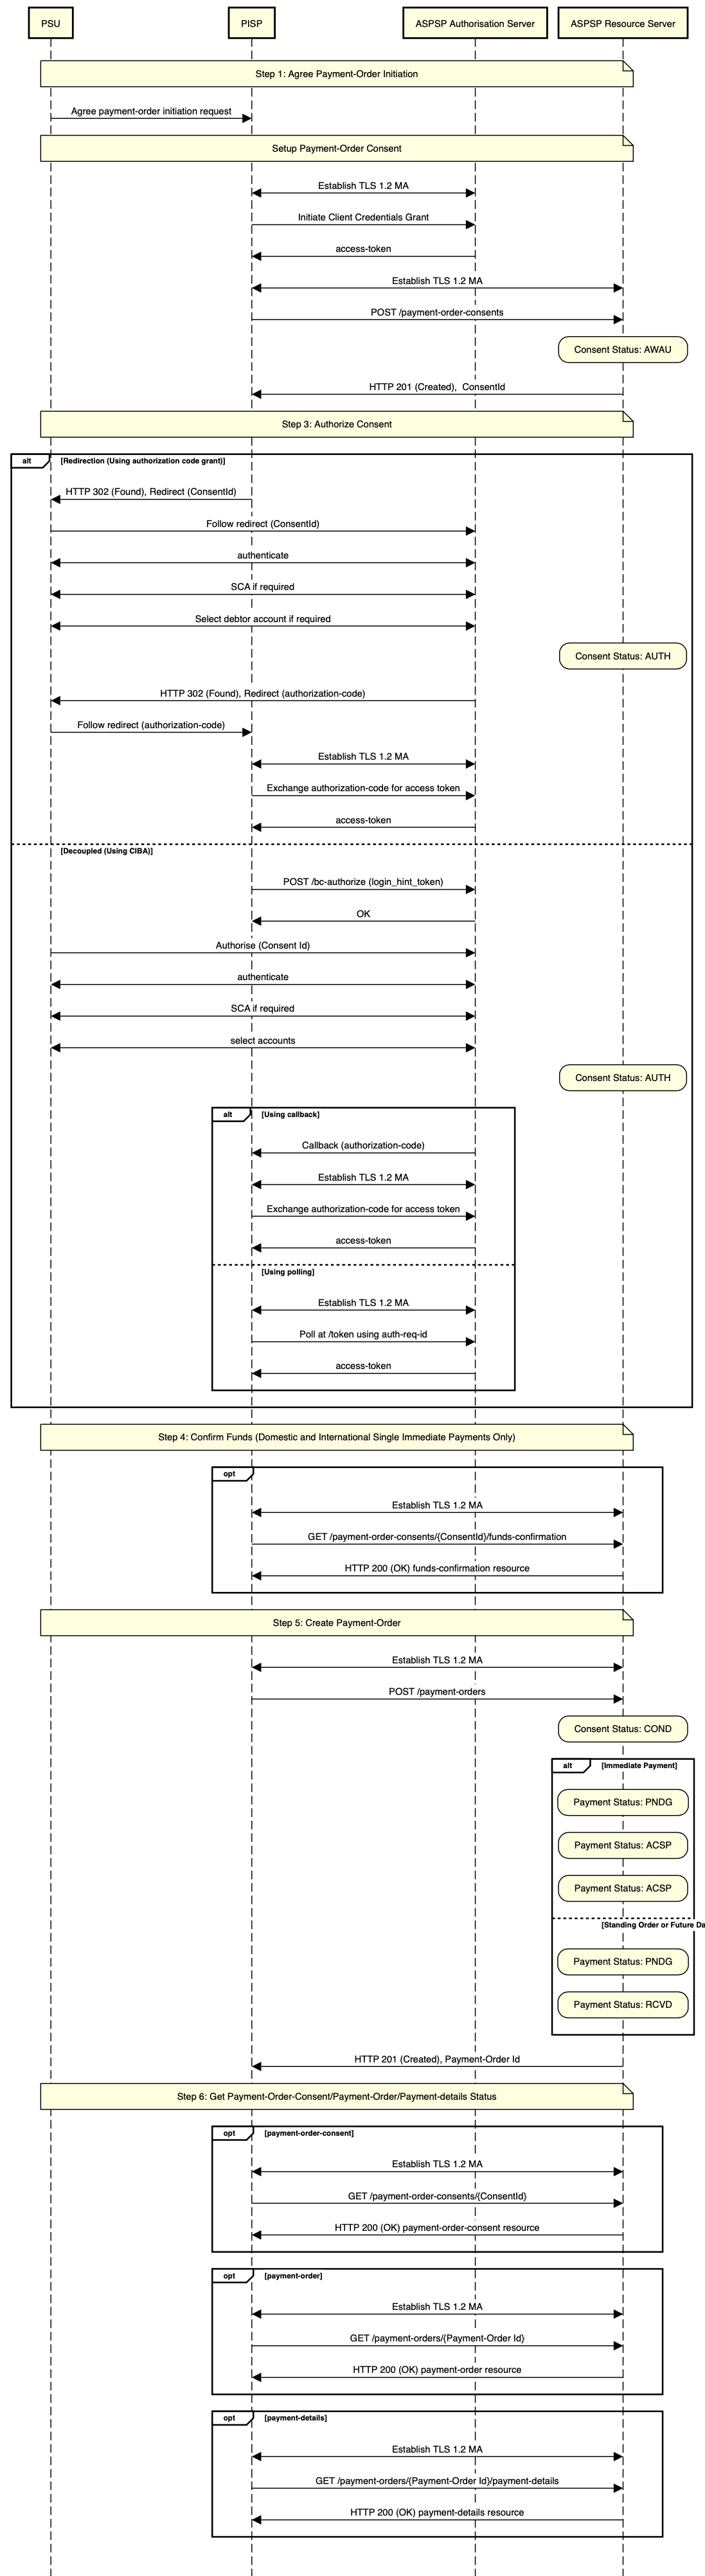 PSU
PISP
ASPSP Authorisation Server
ASPSP Resource Server
Step 1: Agree Payment-Order Initiation
Agree payment-order initiation request
Setup Payment-Order Consent
Establish TLS 1.2 MA
Initiate Client Credentials Grant
access-token
Establish TLS 1.2 MA
POST /payment-order-consents
Consent Status: AWAU
HTTP 201 (Created), ConsentId
Step 3: Authorize Consent
alt
[Redirection (Using authorization code grant)]
HTTP 302 (Found), Redirect (ConsentId)
Follow redirect (ConsentId)
authenticate
SCA if required
Select debtor account if required
Consent Status: AUTH
HTTP 302 (Found), Redirect (authorization-code)
Follow redirect (authorization-code)
Establish TLS 1.2 MA
Exchange authorization-code for access token
access-token
[Decoupled (Using CIBA)]
POST /bc-authorize (login_hint_token)
OK
Authorise (Consent Id)
authenticate
SCA if required
select accounts
Consent Status: AUTH
alt
[Using callback]
Callback (authorization-code)
Establish TLS 1.2 MA
Exchange authorization-code for access token
access-token
[Using polling]
Establish TLS 1.2 MA
Poll at /token using auth-req-id
access-token
Step 4: Confirm Funds (Domestic and International Single Immediate Payments Only)
opt
Establish TLS 1.2 MA
GET /payment-order-consents/{ConsentId}/funds-confirmation
HTTP 200 (OK) funds-confirmation resource
Step 5: Create Payment-Order
Establish TLS 1.2 MA
POST /payment-orders
Consent Status: COND
alt
[Immediate Payment]
Payment Status: PNDG
Payment Status: ACSP
Payment Status: ACSP
[Standing Order or Future Da
Payment Status: PNDG
Payment Status: RCVD
HTTP 201 (Created), Payment-Order Id
Step 6: Get Payment-Order-Consent/Payment-Order/Payment-details Status
opt
[payment-order-consent]
Establish TLS 1.2 MA
GET /payment-order-consents/{ConsentId}
HTTP 200 (OK) payment-order-consent resource
opt
[payment-order]
Establish TLS 1.2 MA
GET /payment-orders/{Payment-Order Id}
HTTP 200 (OK) payment-order resource
opt
[payment-details]
Establish TLS 1.2 MA
GET /payment-orders/{Payment-Order Id}/payment-details
HTTP 200 (OK) payment-details resource